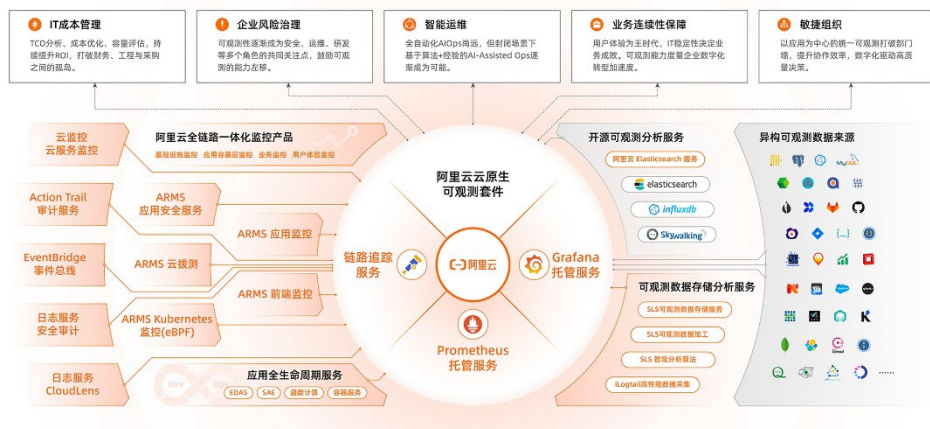 IT成本管理
TCO分析、成本优化、容量评估，持
续提升ROI，打破财务、工程与采购
之间的孤岛。
企业风险治理
可观测性逐渐成为安全、运维、研发
等多个角色的共同关注点，鼓励可观
测的能力左移。
智能运维
全自动化AIOps尚远，但封闭场景下
基于算法+经验的AI-Assisted Ops逐
渐成为可能。
业务连续性保障
用户体验为王时代，IT稳定性决定业
务成败。可观测能力度量企业数字化
转型加速度。
敏捷组织
以应用为中心的统一可观测打破部门
墙，提升协作效率，数字化驱动高质
量决策。
云监控
云服务监控
阿里云全链路一体化监控产品
基础设施监控 应用容器层监控 业务监控 用户体验监控
Action Trail
审计服务
ARMS
应用安全服务
ARMS 应用监控
EventBridge
事件总线
ARMS 云拨测
ARMS 前端监控
日志服务
安全审计
ARMS Kubernetes
监控(eBPF)
日志服务
CloudLens
Dev
Ops
应用全生命周期服务
EDAS
SAE
函数计算
容器服务
阿里云云原生
可观测套件
链路追踪
服务
阿里云
Grafana
托管服务
Prometheus
托管服务
开源可观测分析服务
阿里云 Elasticsearch 服务
elasticsearch
influxdb
Skywalking
可观测数据存储分析服务
SLS可观测数据存储服务
SLS可观测数据加工
SLS 智能分析算法
iLogtail高性能数据采集
异构可观测数据来源
MySQL
{...}
......